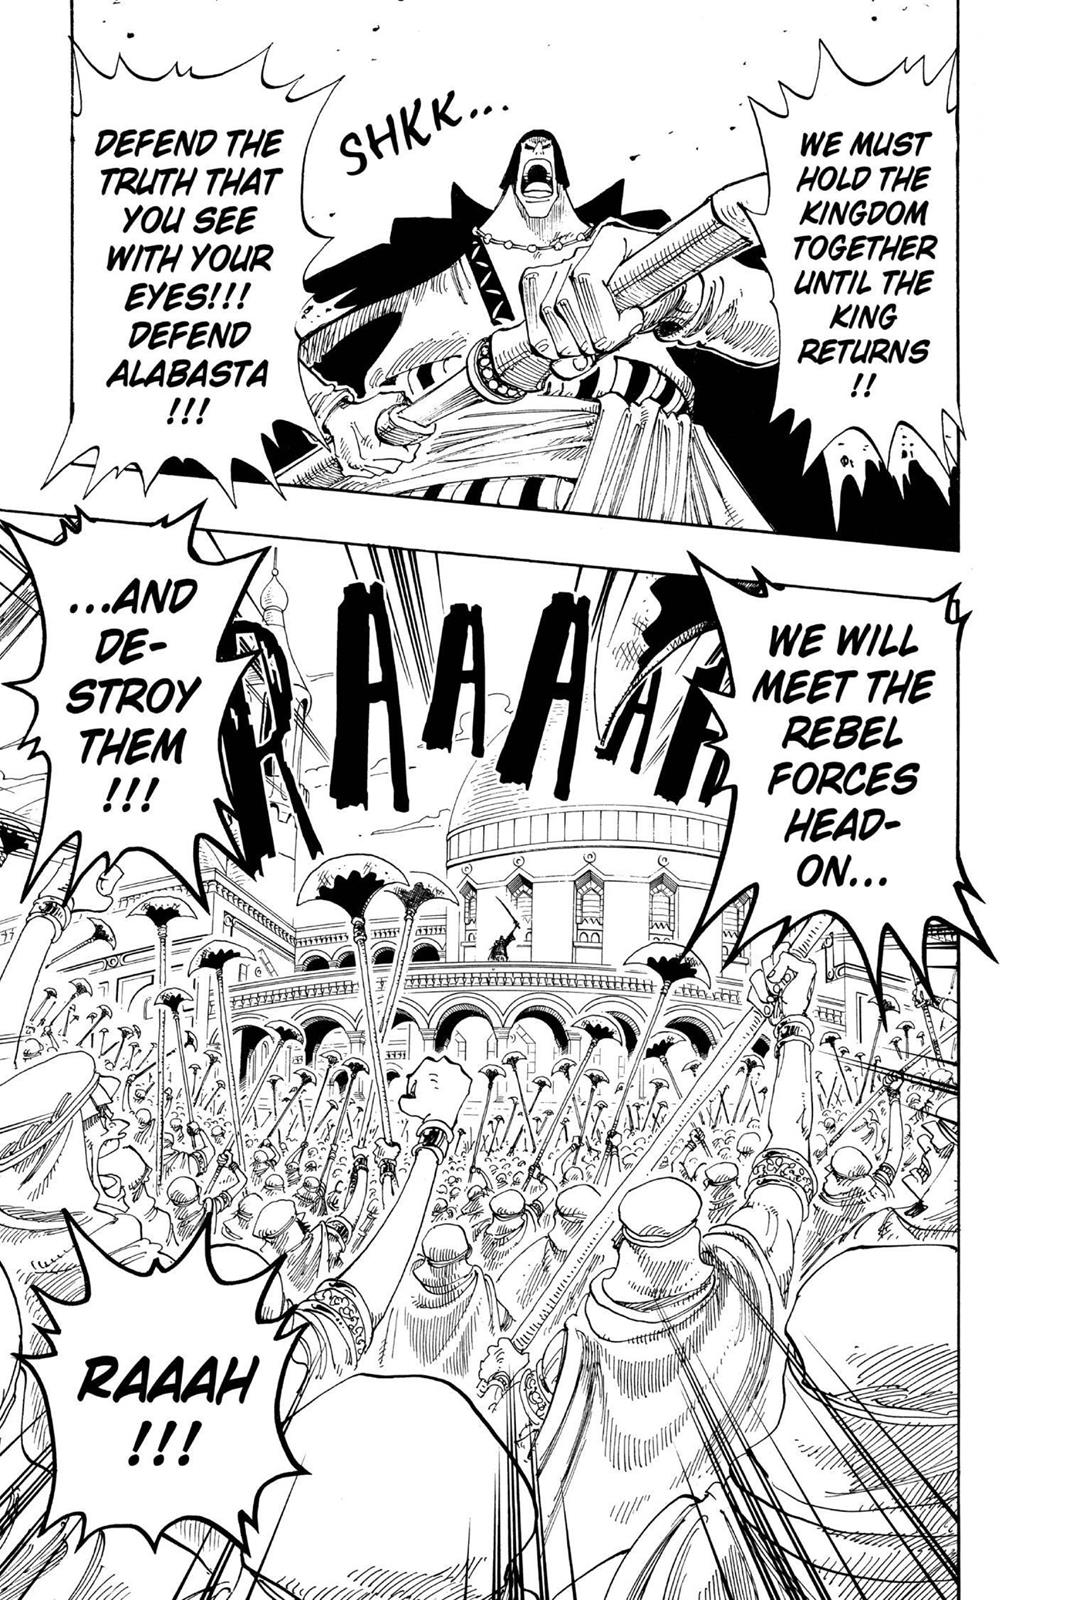 WE MUST
HOLD THE
KINGDOM
TOGETHER
UNTIL THE
KING
RETURNS
!!
SHKK...
DEFEND THE
TRUTH THAT
YOU SEE
WITH YOUR
EYES!!!
DEFEND
ALABASTA
!!!
WE WILL
MEET THE
REBEL
FORCES
HEAD-
ON...
RAAAAA
...AND
DE-
STROY
THEM
!!!
RAAAH
!!!